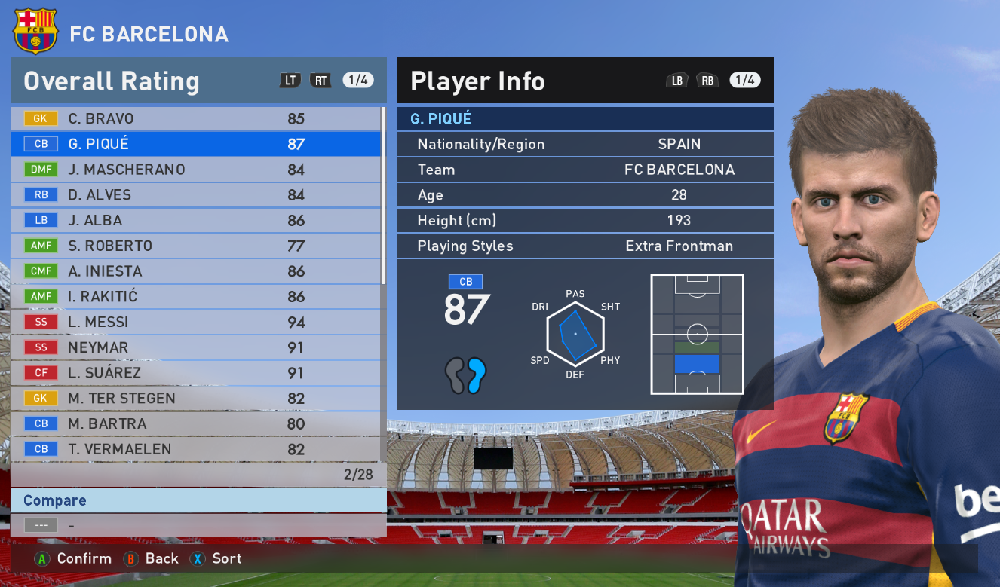 FC BARCELONA
Overall Rating LT RT 1/4
GK C. BRAVO 85
CB G. PIQUÉ 87
DMF J. MASCHERANO 84
RB D. ALVES 84
LB J. ALBA 86
AMF S. ROBERTO 77
CMF A. INIESTA 86
AMF I. RAKITIĆ 86
SS L. MESSI 94
SS NEYMAR 91
CF L. SUÁREZ 91
GK M. TER STEGEN 82
CB M. BARTRA 80
CB T. VERMAELEN 82
2/28
Compare
--- -
Player Info LB RB 1/4
G. PIQUÉ
Nationality/Region SPAIN
Team FC BARCELONA
Age 28
Height (cm) 193
Playing Styles Extra Frontman
CB
87
PAS
DRI SHT
SPD PHY
DEF
FCB
QATAR
AIRWAYS
be
A Confirm B Back X Sort